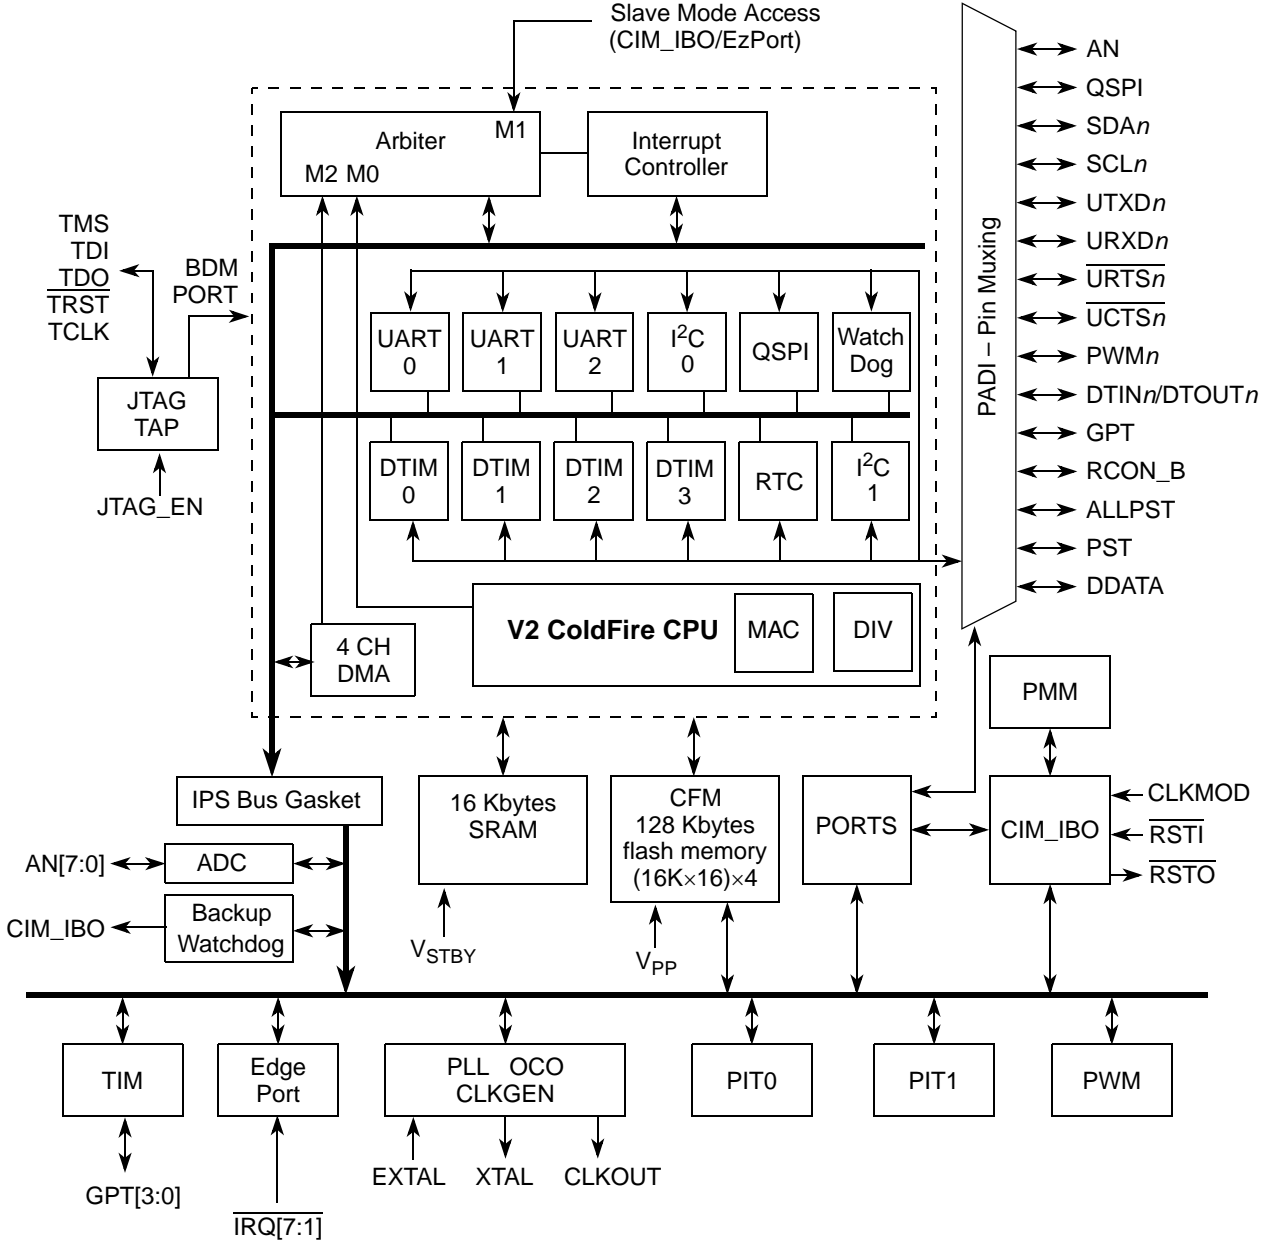 Slave Mode Access
(CIM_IBO/EzPort)
Arbiter
M1
M2 M0
Interrupt
Controller
TMS
TDI
TDO
TRST
TCLK
BDM
PORT
JTAG
TAP
JTAG_EN
UART
0
UART
1
UART
2
I²C
0
QSPI
Watch
Dog
DTIM
0
DTIM
1
DTIM
2
DTIM
3
RTC
I²C
1
V2 ColdFire CPU
MAC
DIV
4 CH
DMA
PADI – Pin Muxing
AN
QSPI
SDAn
SCLn
UTXDn
URXDn
URTSn
UCTSn
PWMn
DTINn/DTOUTn
GPT
RCON_B
ALLPST
PST
DDATA
PMM
IPS Bus Gasket
16 Kbytes
SRAM
CFM
128 Kbytes
flash memory
(16K×16)×4
PORTS
CIM_IBO
CLKMOD
RSTI
RSTO
AN[7:0]
ADC
CIM_IBO
Backup
Watchdog
VSTBY
VPP
TIM
Edge
Port
PLL OCO
CLKGEN
PIT0
PIT1
PWM
GPT[3:0]
IRQ[7:1]
EXTAL
XTAL
CLKOUT